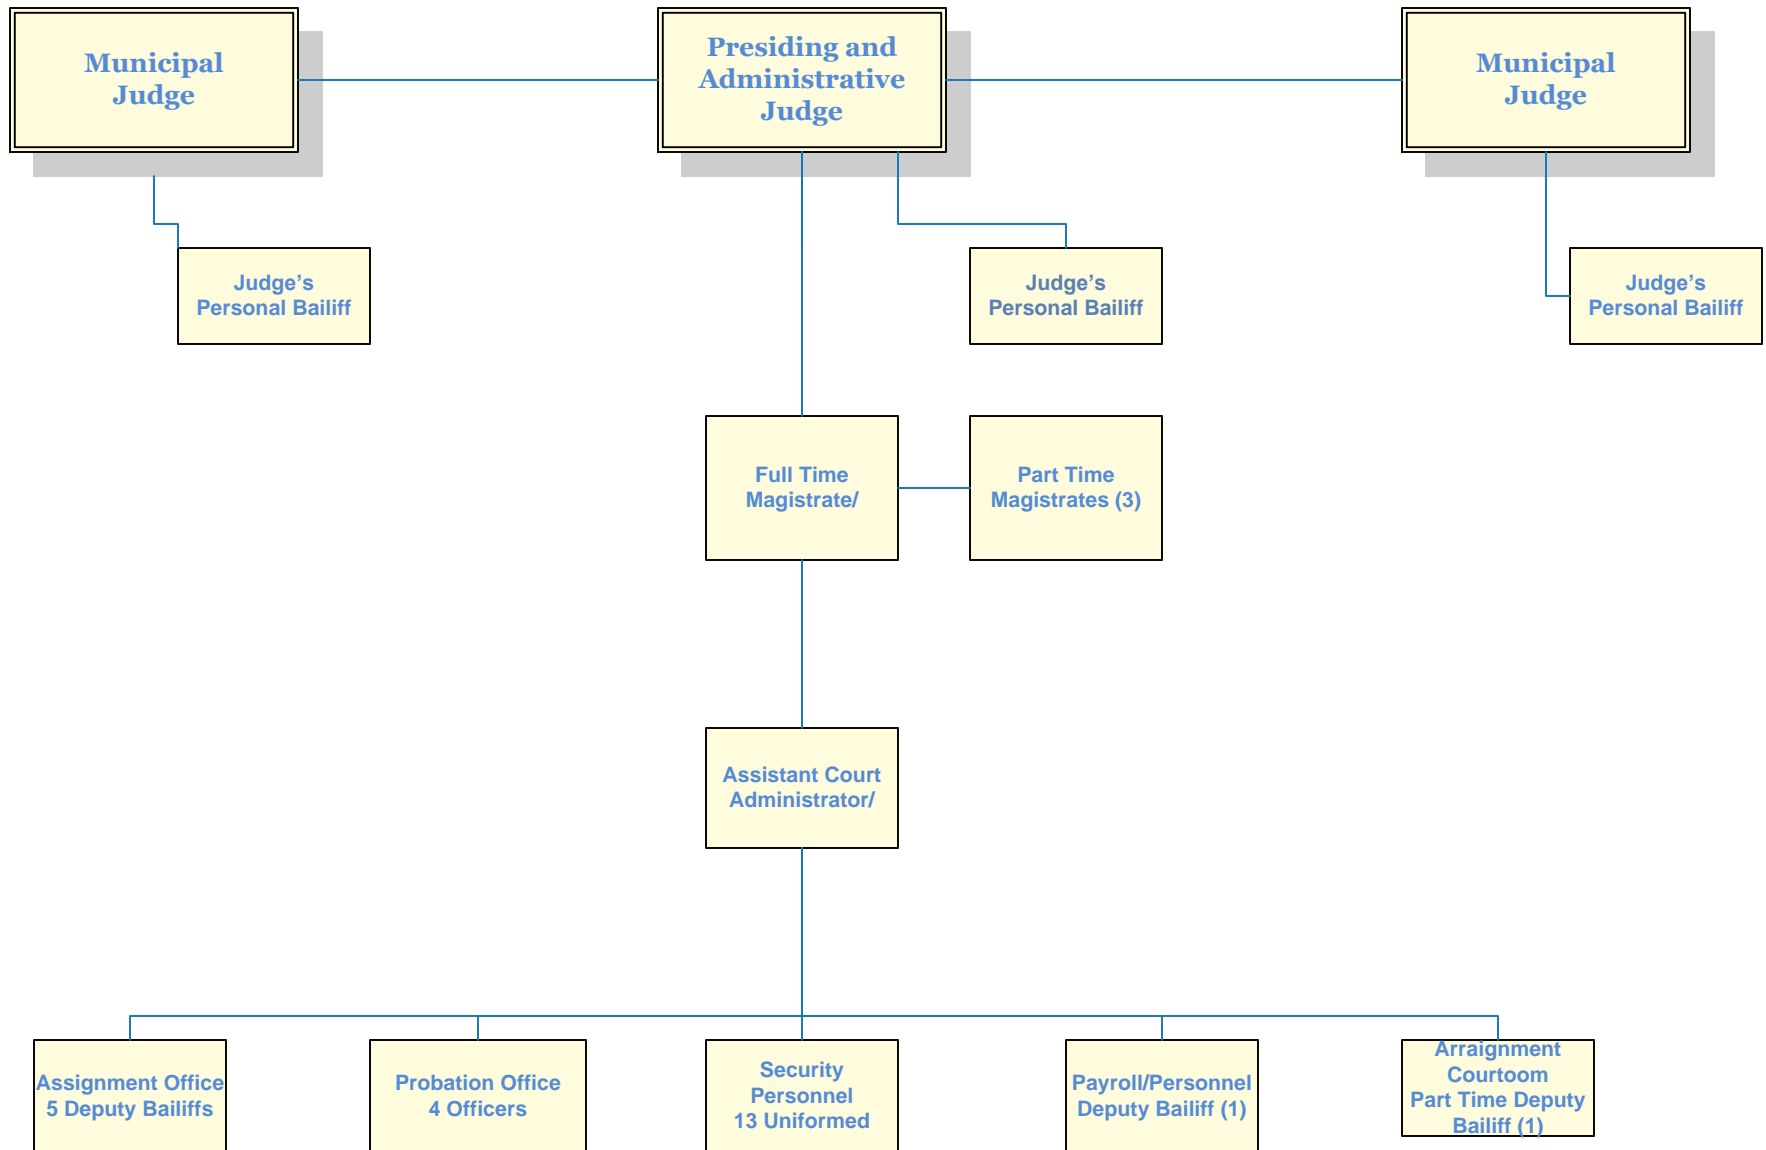 Municipal
Judge
Presiding and
Administrative
Judge
Municipal
Judge
Judge’s
Personal Bailiff
Judge’s
Personal Bailiff
Judge’s
Personal Bailiff
Full Time
Magistrate/
Part Time
Magistrates (3)
Assistant Court
Administrator/
Assignment Office
5 Deputy Bailiffs
Probation Office
4 Officers
Security
Personnel
13 Uniformed
Payroll/Personnel
Deputy Bailiff (1)
Arraignment
Courtoom
Part Time Deputy
Bailiff (1)